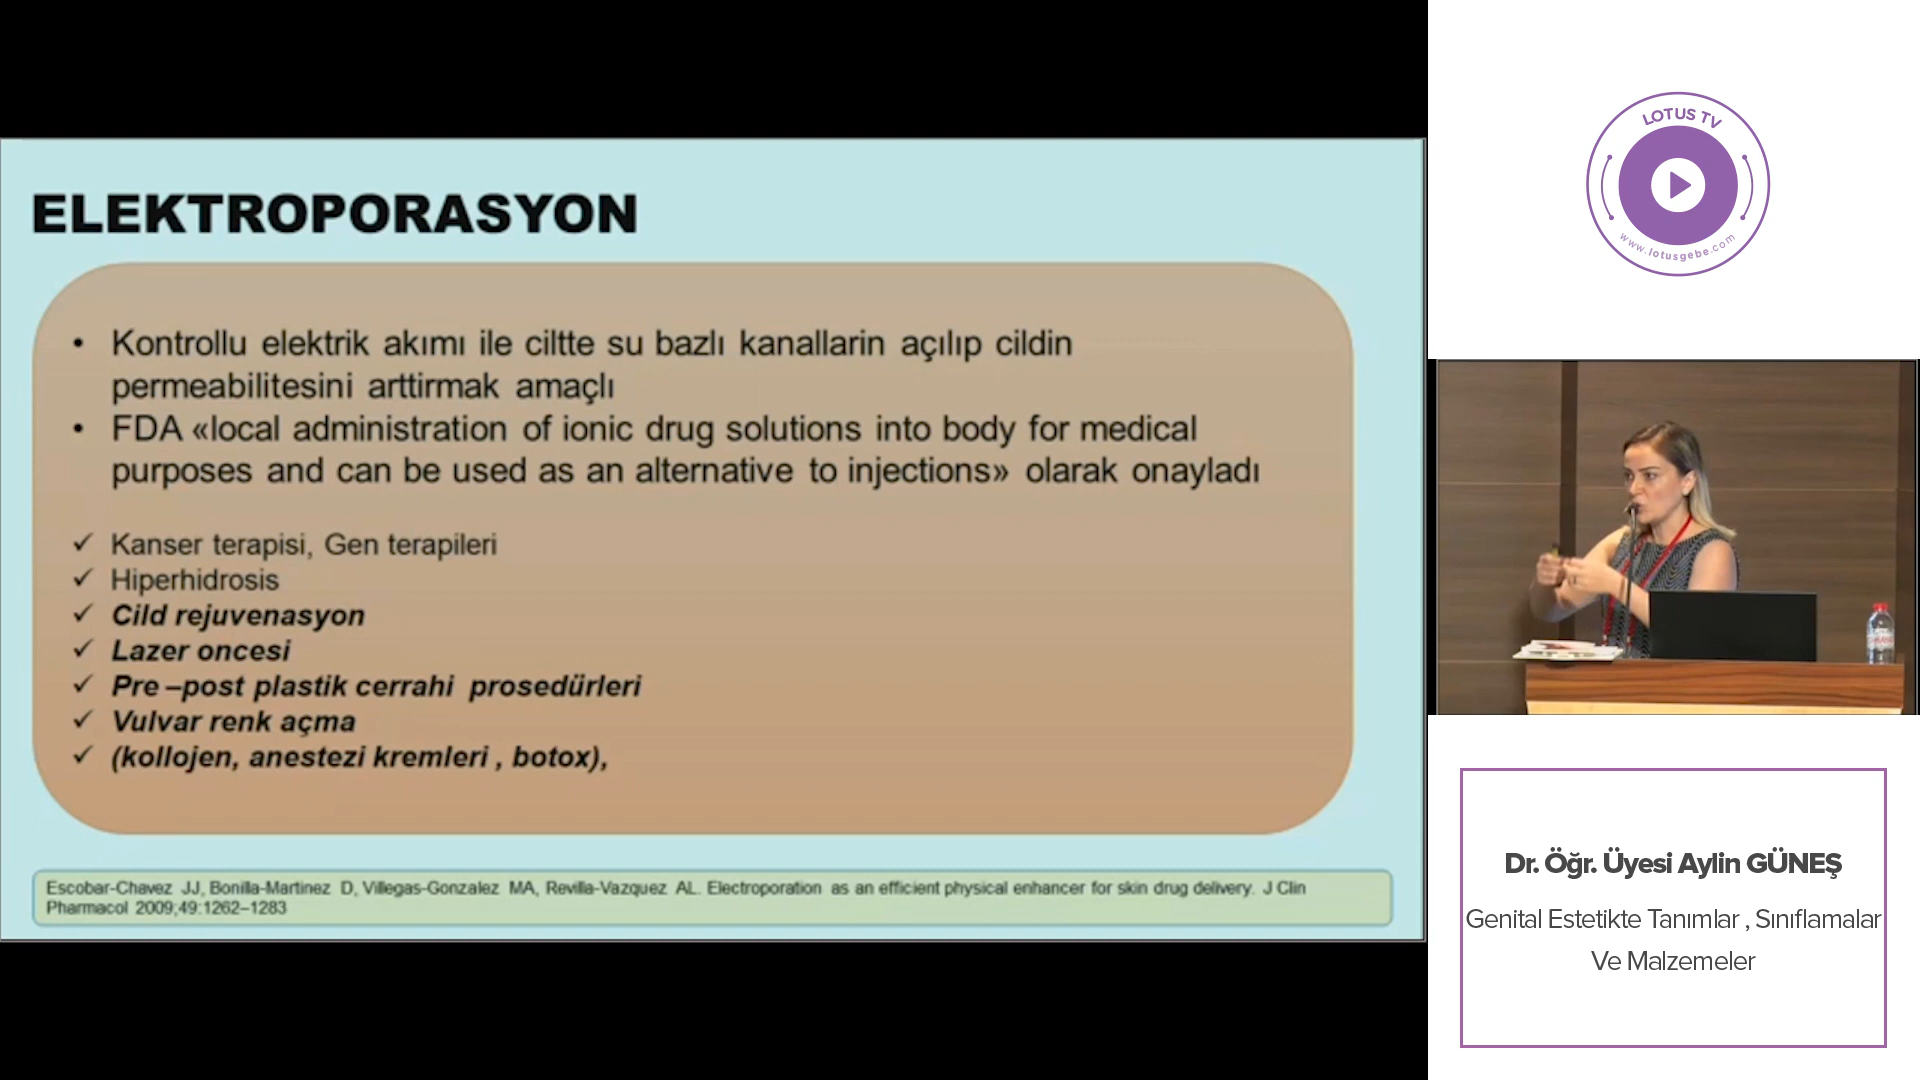 ELEKTROPORASYON
• Kontrollu elektrik akımı ile ciltte su bazlı kanallarin açılıp cildin
permeabilitesini arttirmak amaçlı
• FDA «local administration of ionic drug solutions into body for medical
purposes and can be used as an alternative to injections» olarak onayladı
✓ Kanser terapisi, Gen terapileri
✓ Hiperhidrosis
✓ Cild rejuvenasyon
✓ Lazer oncesi
✓ Pre –post plastik cerrahi prosedürleri
✓ Vulvar renk açma
✓ (kollojen, anestezi kremleri , botox),
Escobar-Chavez JJ, Bonilla-Martinez D, Villegas-Gonzalez MA, Revilla-Vazquez AL. Electroporation as an efficient physical enhancer for skin drug delivery. J Clin
Pharmacol 2009;49:1262–1283
LOTUS TV
www.lotusgebe.com
Dr. Öğr. Üyesi Aylin GÜNEŞ
Genital Estetikte Tanımlar , Sınıflamalar
Ve Malzemeler